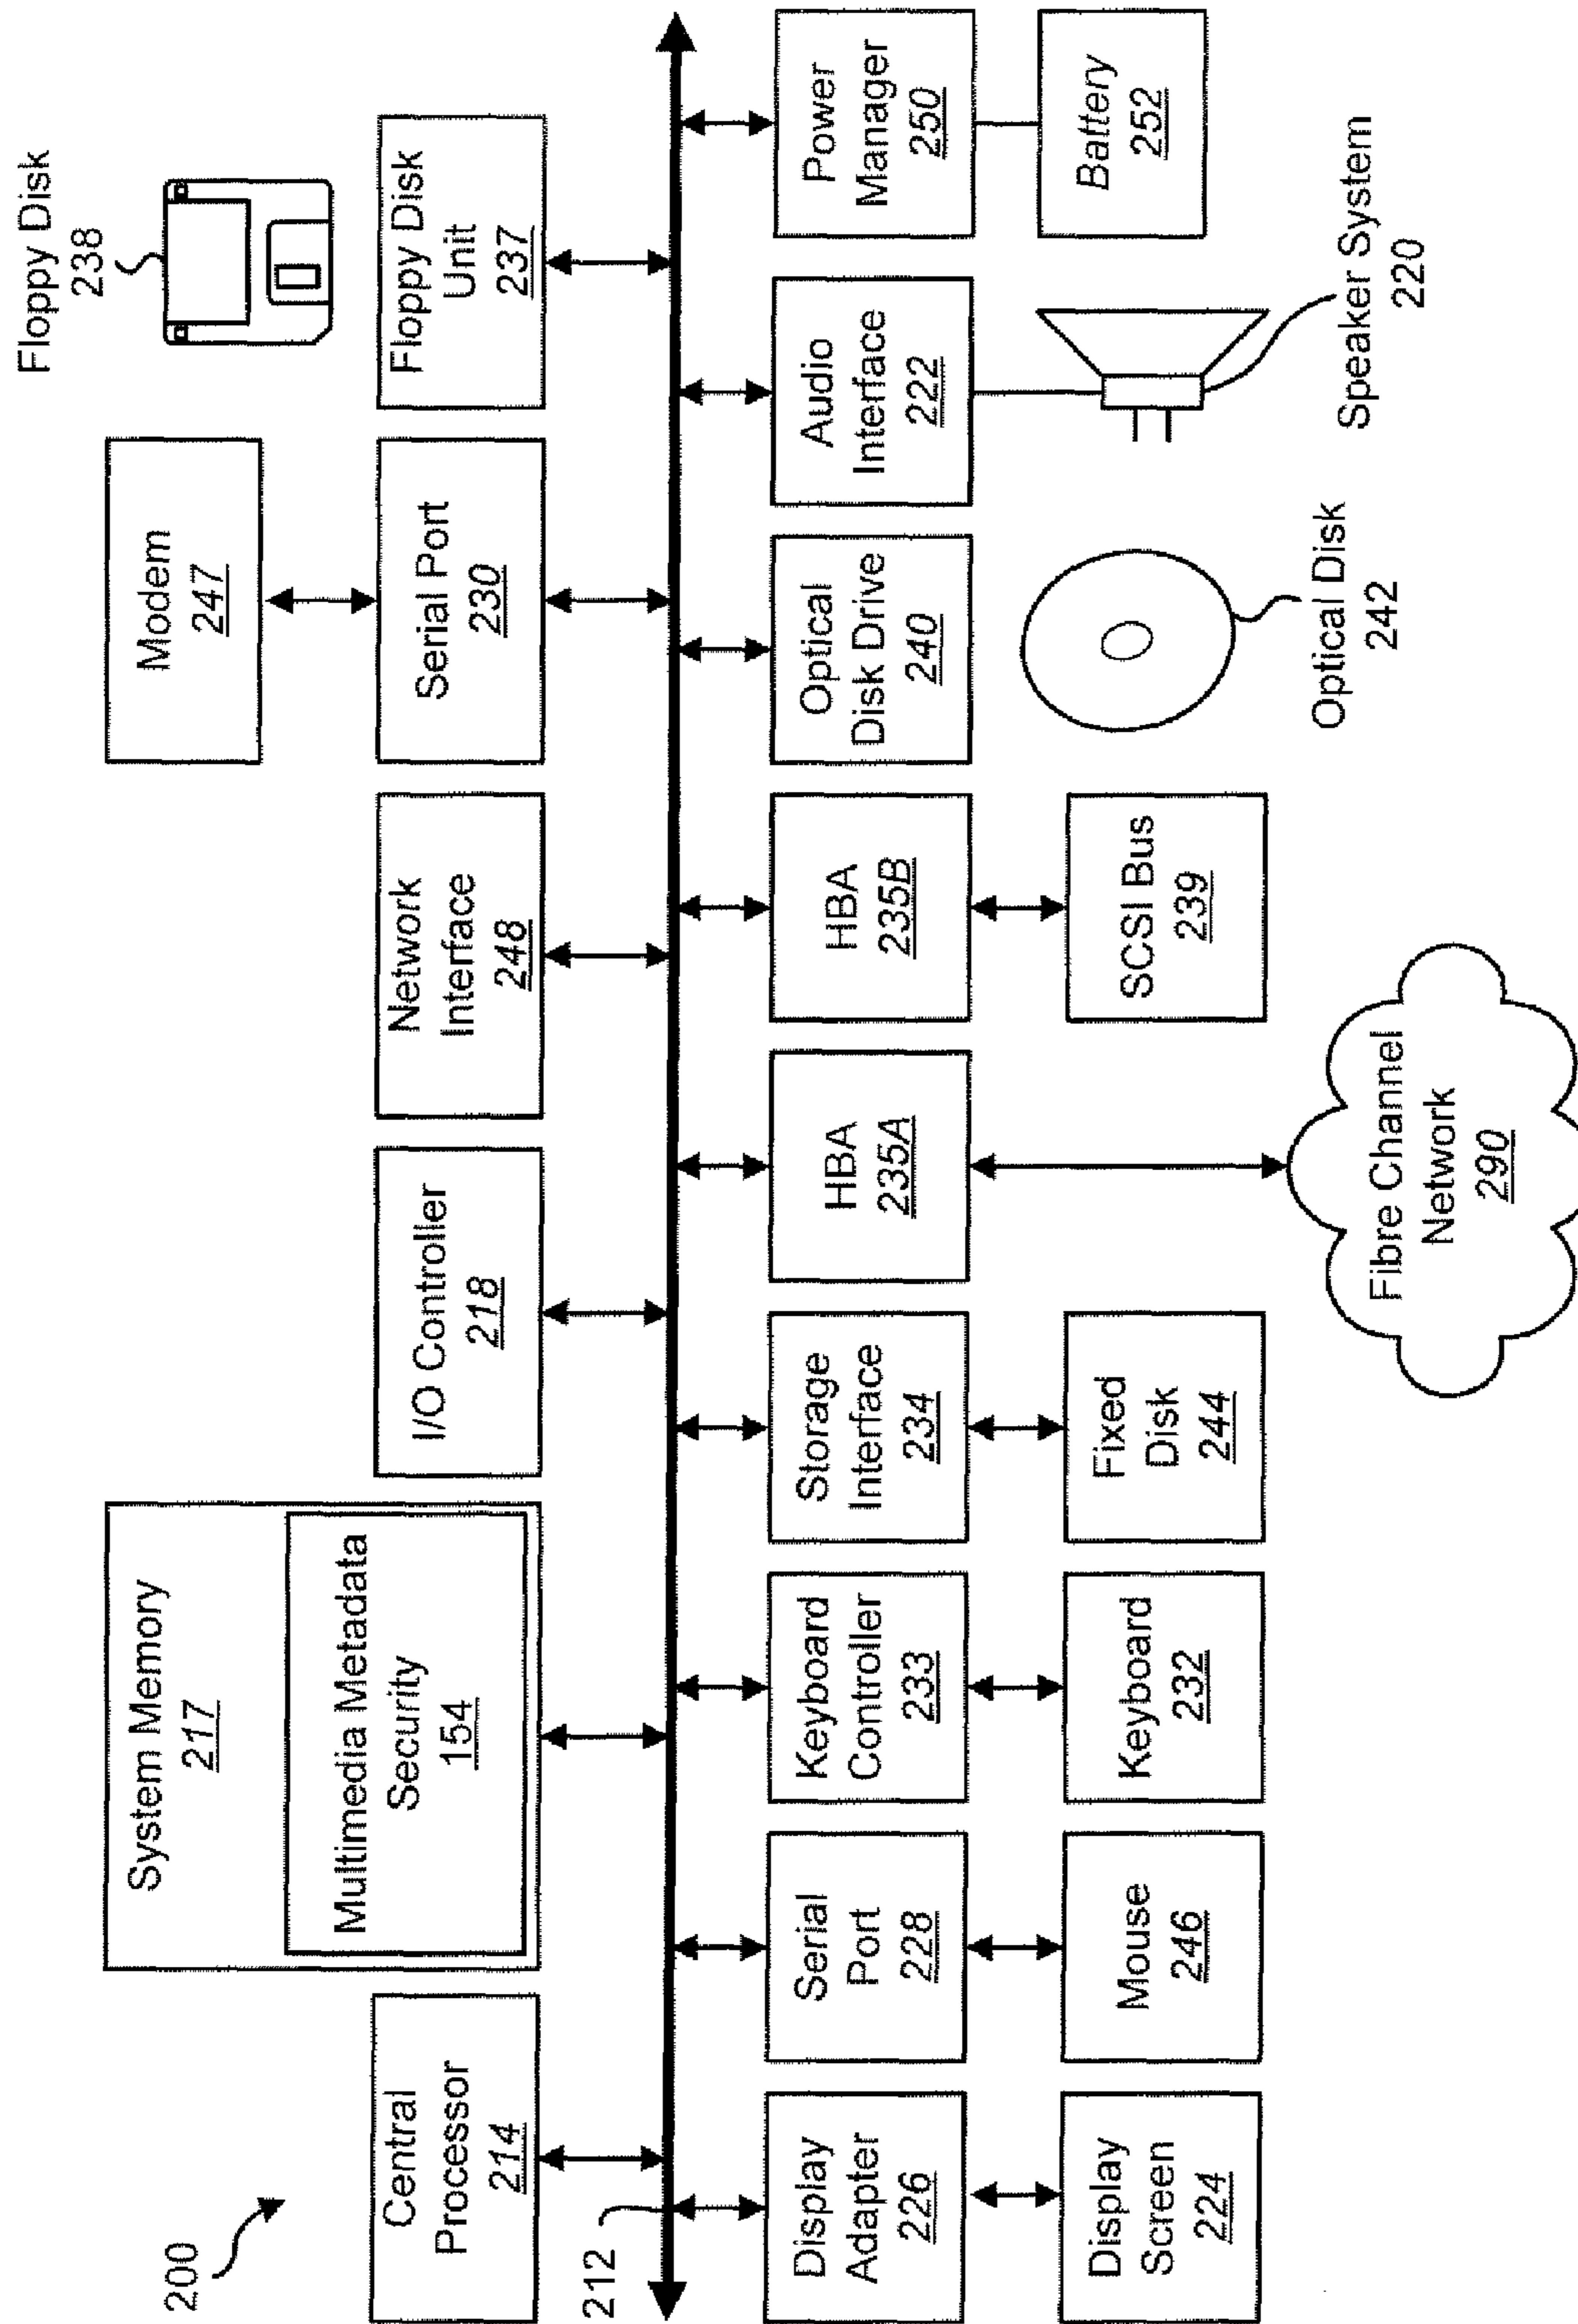 200
Central
Processor
214
System Memory
217
Multimedia Metadata
Security
154
I/O Controller
218
Network
Interface
248
Modem
247
Serial Port
230
Floppy Disk
238
Floppy Disk
Unit
237
212
Display
Adapter
226
Serial
Port
228
Keyboard
Controller
233
Storage
Interface
234
HBA
235A
HBA
235B
Optical
Disk Drive
240
Audio
Interface
222
Power
Manager
250
Display
Screen
224
Mouse
246
Keyboard
232
Fixed
Disk
244
Fibre Channel
Network
290
SCSI Bus
239
Optical Disk
242
Speaker System
220
Battery
252